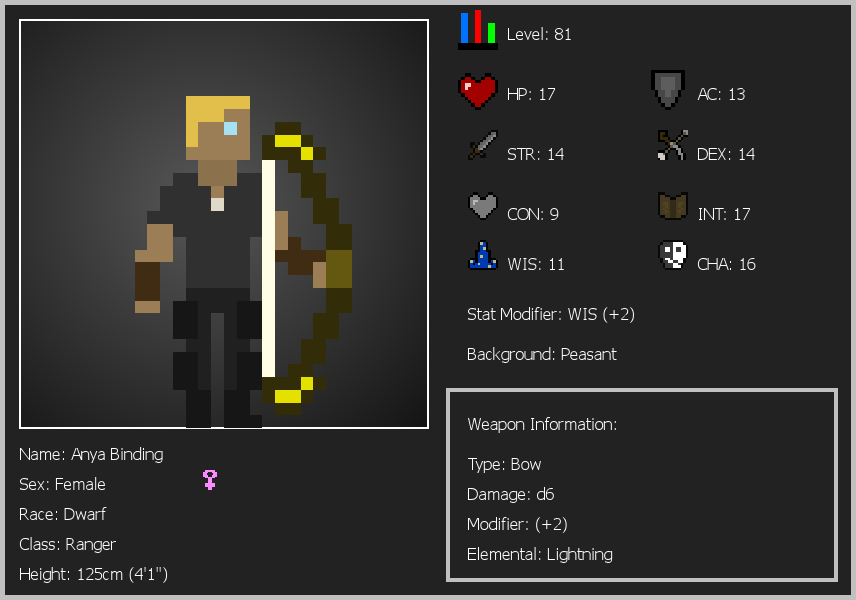 Level: 81
HP: 17
AC: 13
STR: 14
DEX: 14
CON: 9
INT: 17
WIS: 11
CHA: 16
Stat Modifier: WIS (+2)
Background: Peasant
Weapon Information:
Type: Bow
Damage: d6
Modifier: (+2)
Elemental: Lightning
Name: Anya Binding
Sex: Female
Race: Dwarf
Class: Ranger
Height: 125cm (4'1")